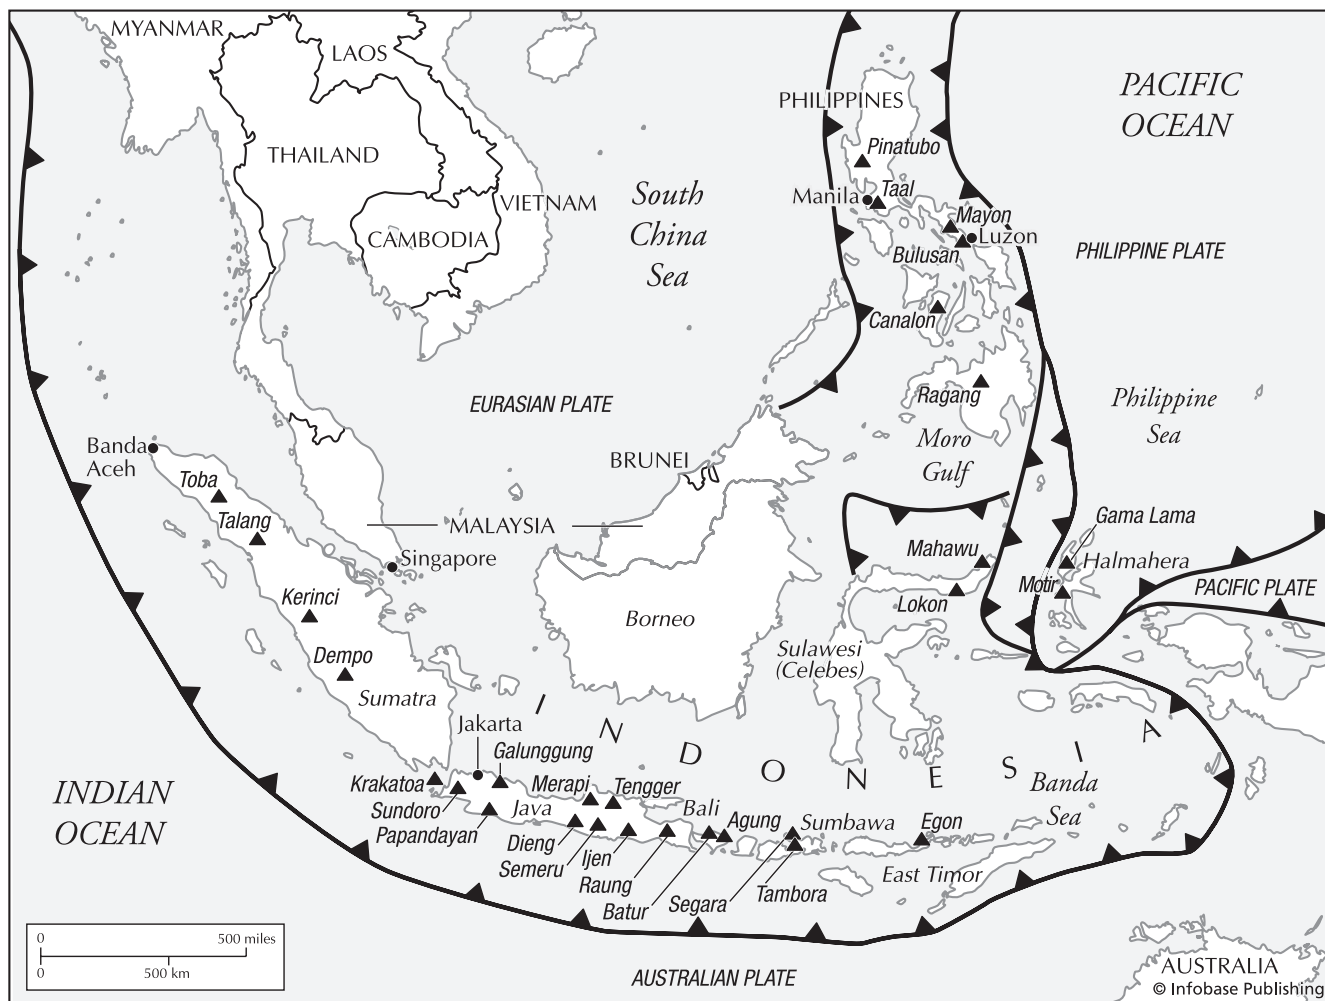 MYANMAR
LAOS
PACIFIC
OCEAN
PHILIPPINES
THAILAND
Pinatubo
South
China
Sea
VIETNAM
Manila
Taal
Mayon
Luzon
CAMBODIA
Bulusan
PHILIPPINE PLATE
Canalon
EURASIAN PLATE
Ragang
Philippine
Sea
Banda
Aceh
Moro
Gulf
BRUNEI
Toba
Talang
MALAYSIA
Gama Lama
Singapore
Mahawu
Halmahera
Kerinci
Lokon
Motir
PACIFIC PLATE
Borneo
Dempo
Sulawesi
(Celebes)
Sumatra
INDONESIA
Jakarta
Galunggung
Krakatoa
Merapi
Tengger
Banda
Sea
INDIAN
OCEAN
Sundoro
Java
Bali
Agung
Sumbawa
Egon
Papandayan
Dieng
Semeru
Ijen
Raung
Batur
Segara
Tambora
East Timor
0 500 miles
0 500 km
AUSTRALIAN PLATE
AUSTRALIA
© Infobase Publishing